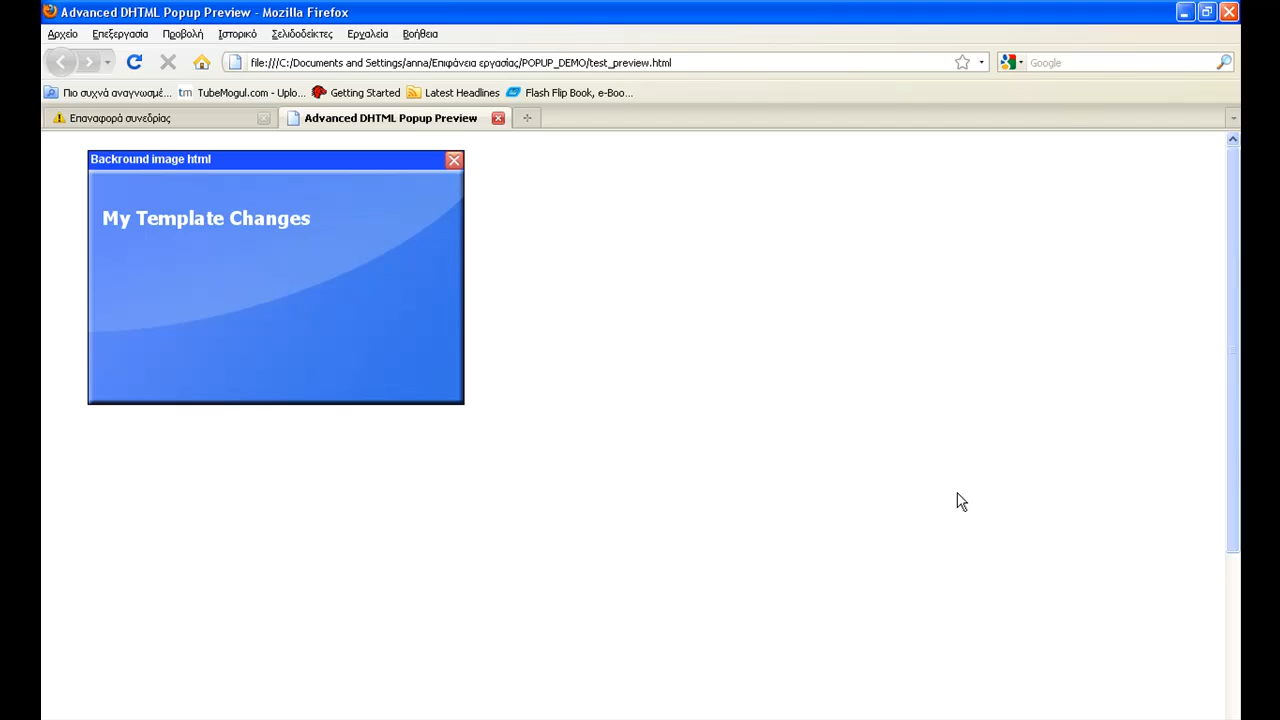 Advanced DHTML Popup Preview - Mozilla Firefox
Αρχείο Επεξεργασία Προβολή Ιστορικό Σελιδοδείκτες Εργαλεία Βοήθεια
file:///C:/Documents and Settings/anna/Επιφάνεια εργασίας/POPUP_DEMO/test_preview.html Google
Πιο συχνά αναγνωσμέ... tm TubeMogul.com - Uplo... Getting Started Latest Headlines Flash Flip Book, e-Boo...
Επαναφορά συνεδρίας Advanced DHTML Popup Preview
Backround image html
My Template Changes